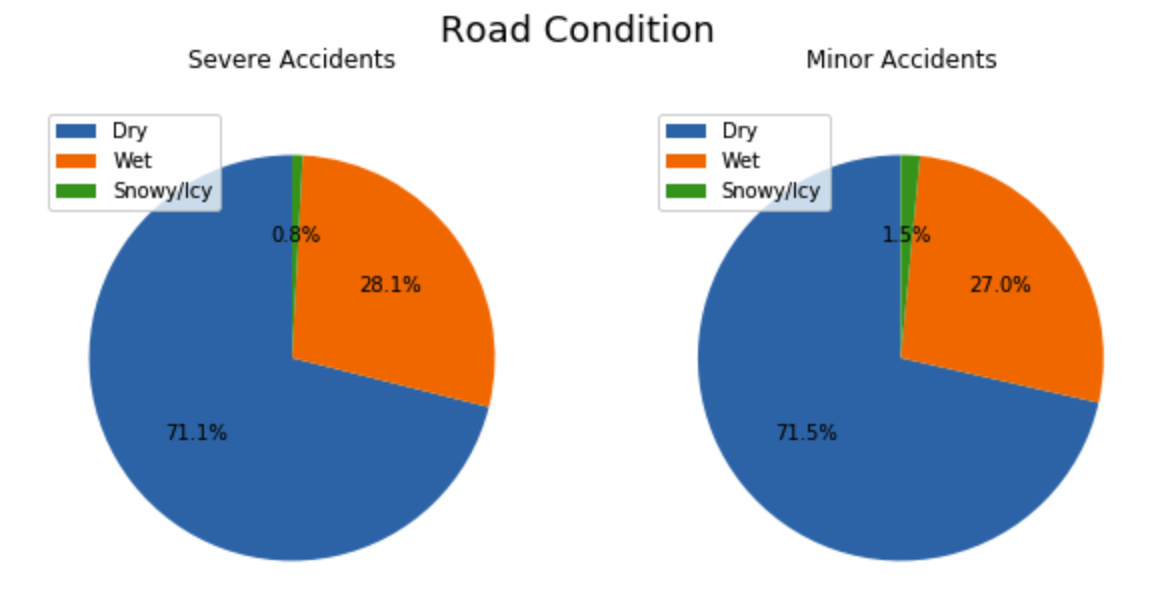 Road Condition
Severe Accidents
Dry
Wet
Snowy/Icy
0.8%
28.1%
71.1%
Minor Accidents
Dry
Wet
Snowy/Icy
1.5%
27.0%
71.5%